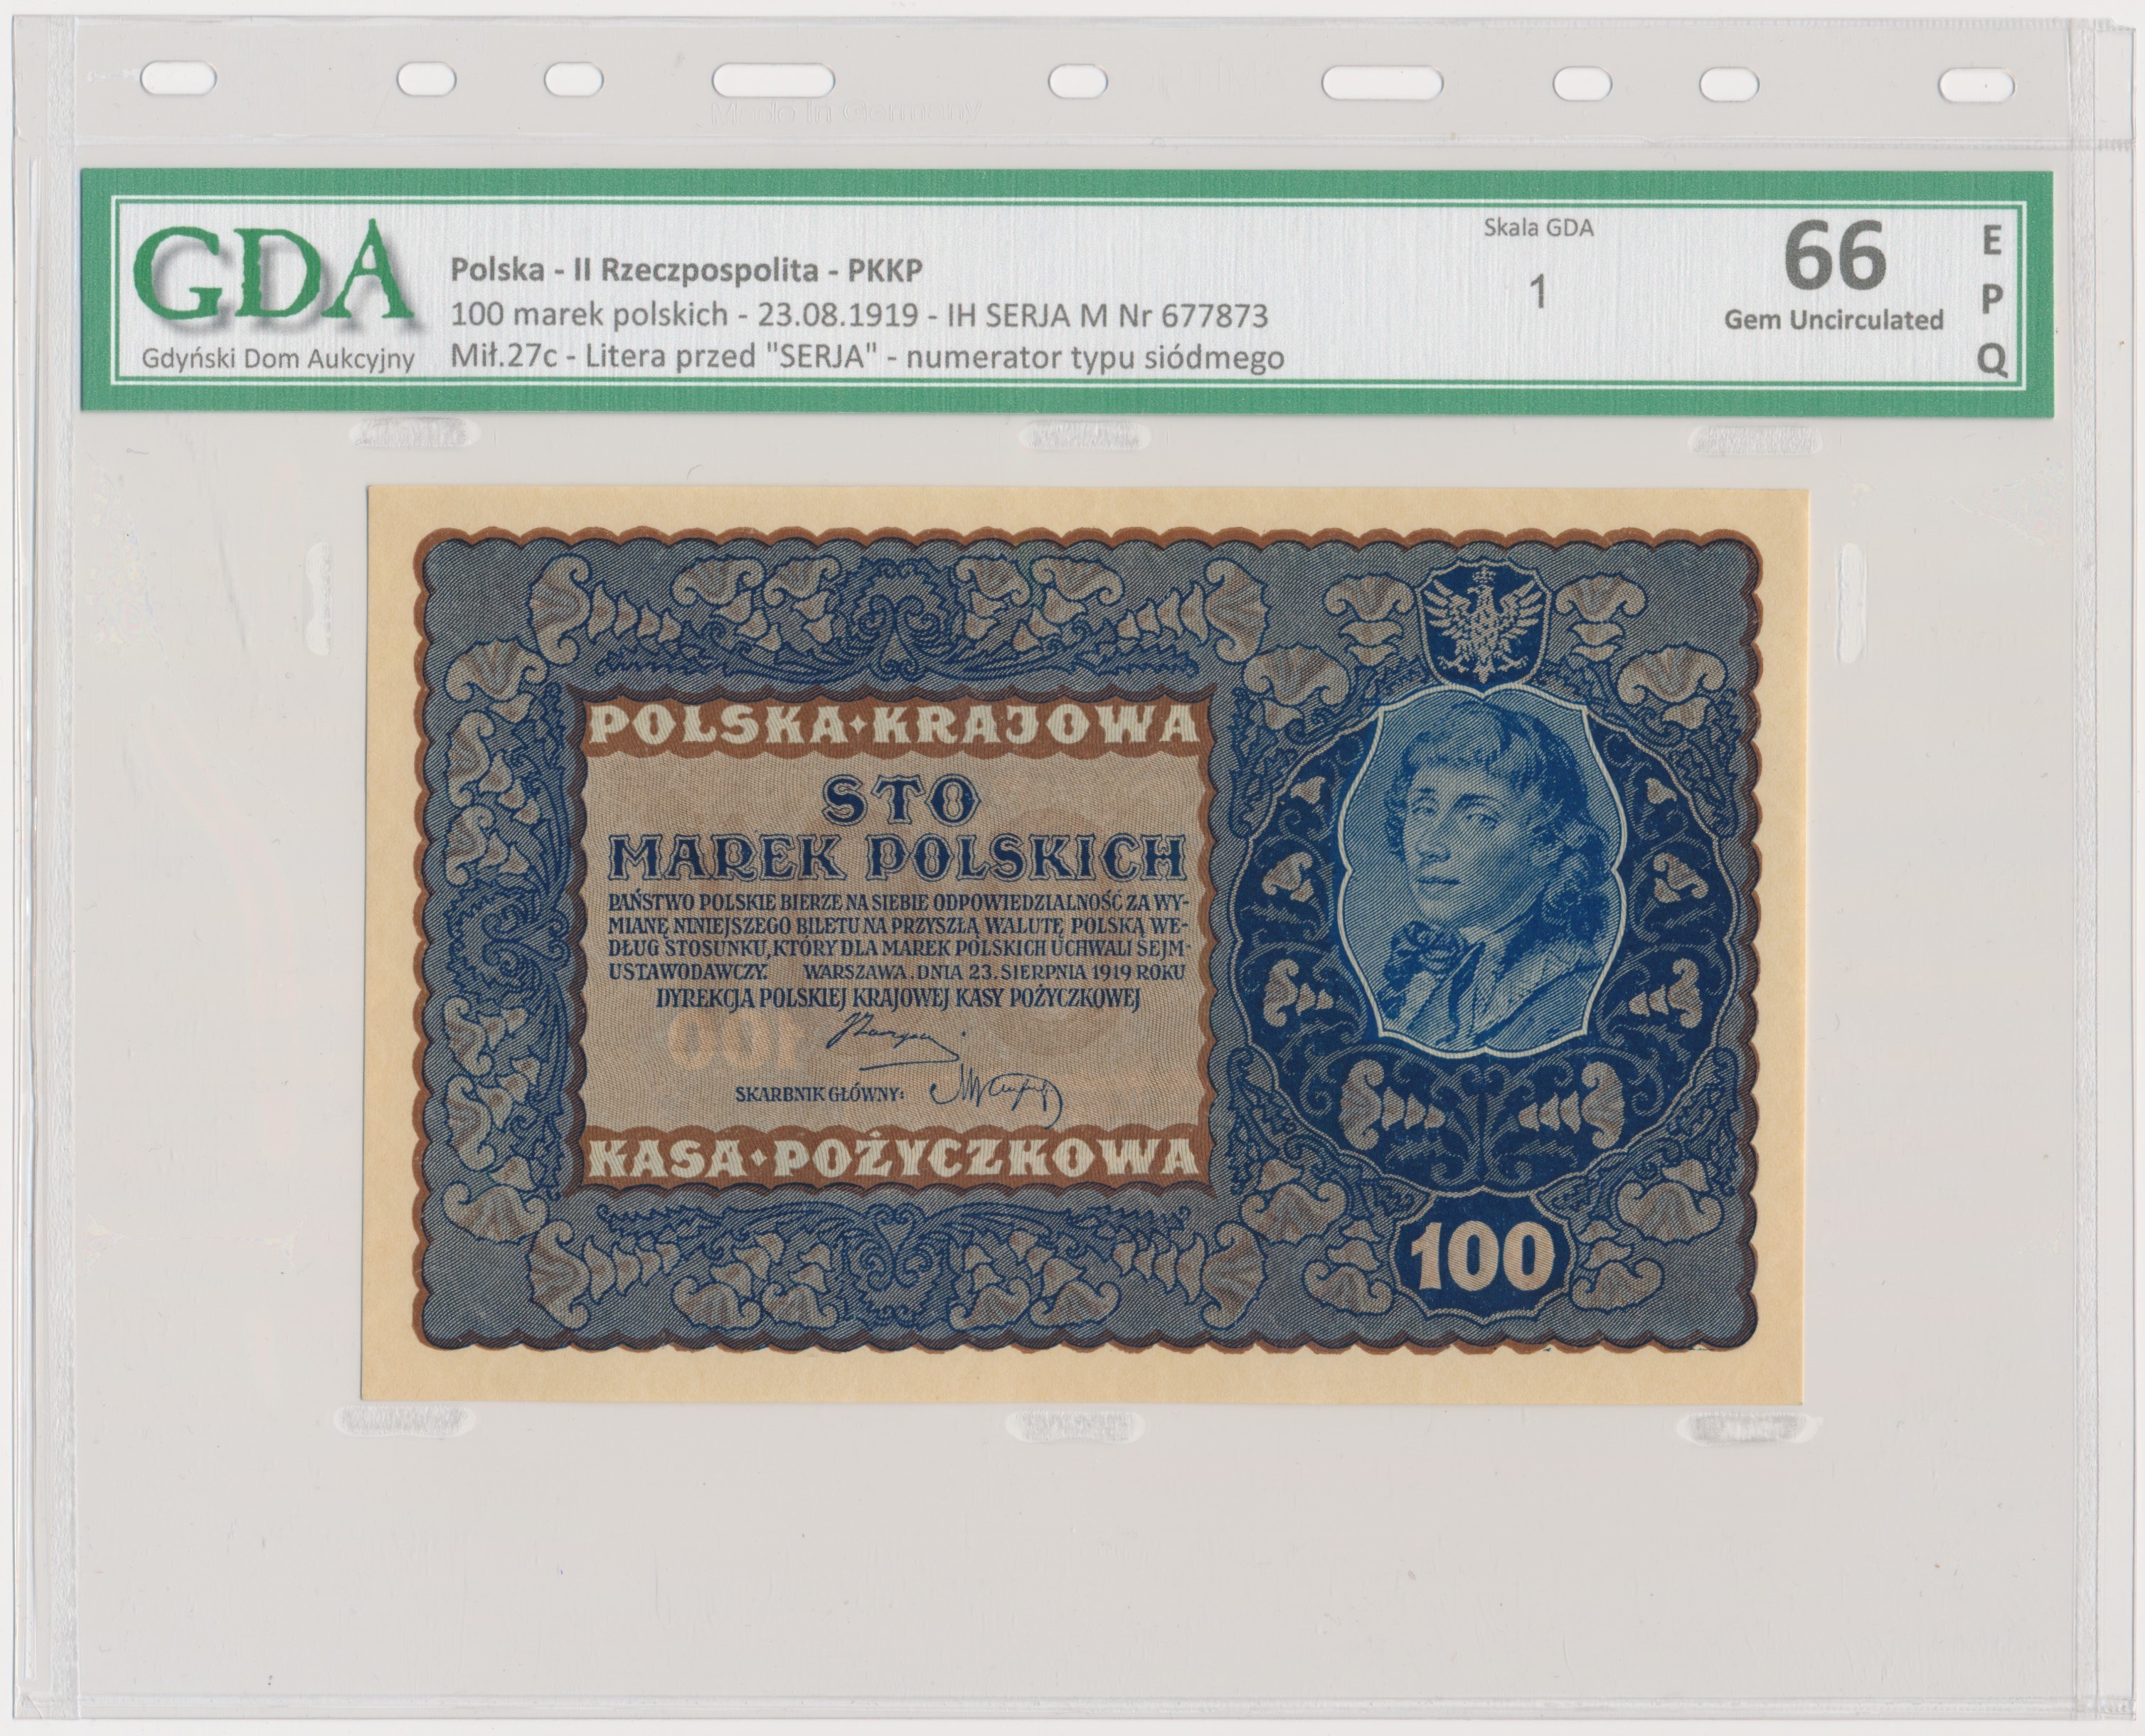 Made in Germany
GDA
Gdyński Dom Aukcyjny
Polska - II Rzeczpospolita - PKKP
100 marek polskich - 23.08.1919 - IH SERJA M Nr 677873
Mił.27c - Litera przed "SERJA" - numerator typu siódmego
Skala GDA
1
66
Gem Uncirculated
E
P
Q
POLSKA·KRAJOWA
STO
MAREK POLSKICH
PAŃSTWO POLSKIE BIERZE NA SIEBIE ODPOWIEDZIALNOŚĆ ZA WY-
MIANĘ NINIEJSZEGO BILETU NA PRZYSZŁĄ WALUTĘ POLSKĄ WE-
DŁUG STOSUNKU, KTÓRY DLA MAREK POLSKICH UCHWALI SEJM
USTAWODAWCZY. WARSZAWA, DNIA 23. SIERPNIA 1919 ROKU
DYREKCJA POLSKIEJ KRAJOWEJ KASY POŻYCZKOWEJ
SKARBNIK GŁÓWNY:
KASA·POŻYCZKOWA
100